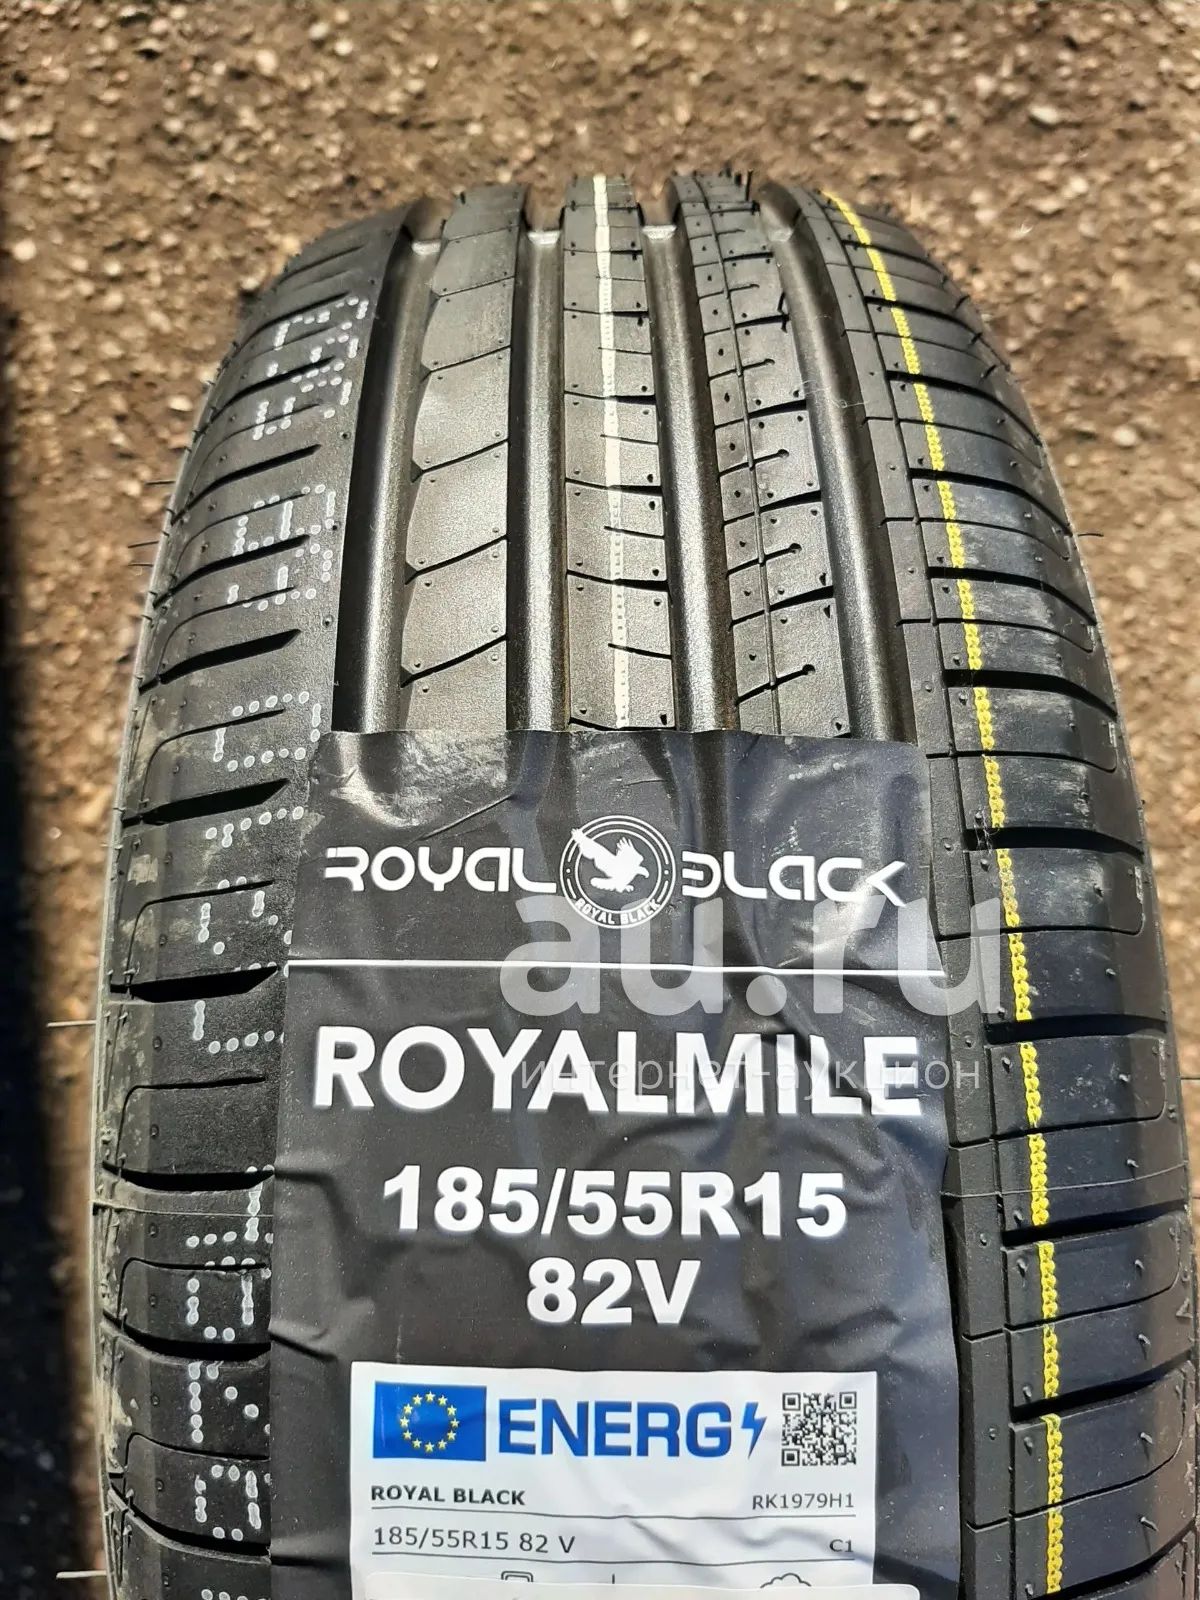 ROYAL BLACK
ROYAL BLACK
au.ru
интернет-аукцион
ROYALMILE
185/55R15
82V
ENERG
ROYAL BLACK RK1979H1
185/55R15 82 V C1